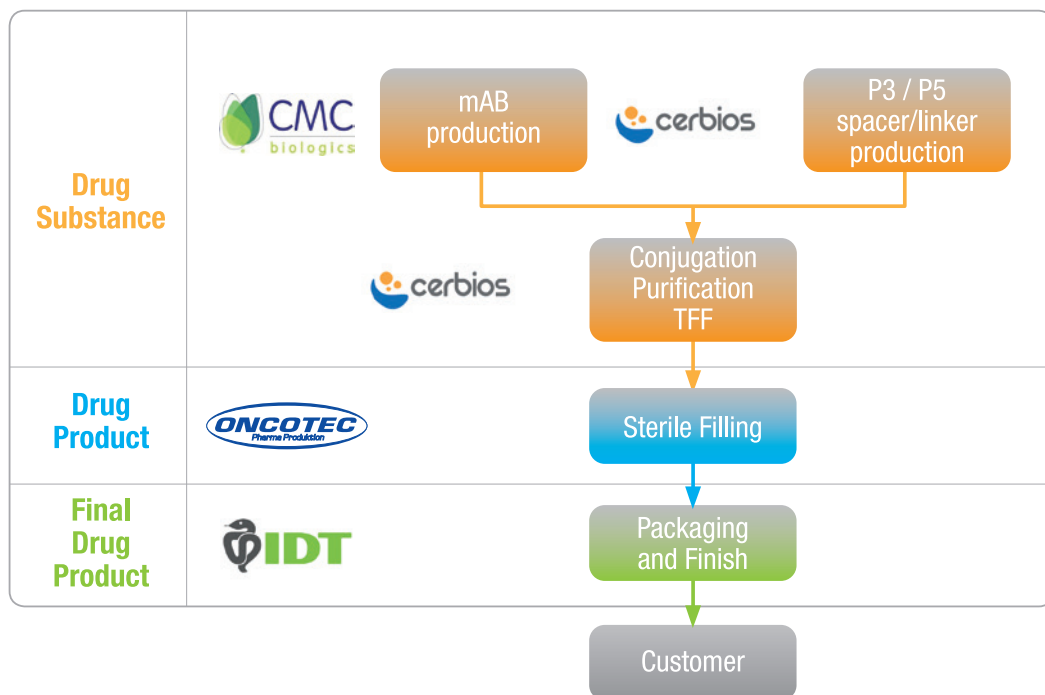 Drug
Substance
CMC
biologics
mAB
production
cerbios
P3 / P5
spacer/linker
production
cerbios
Conjugation
Purification
TFF
Drug
Product
ONCOTEC
Pharma Produktion
Sterile Filling
Final
Drug
Product
IDT
Packaging
and Finish
Customer